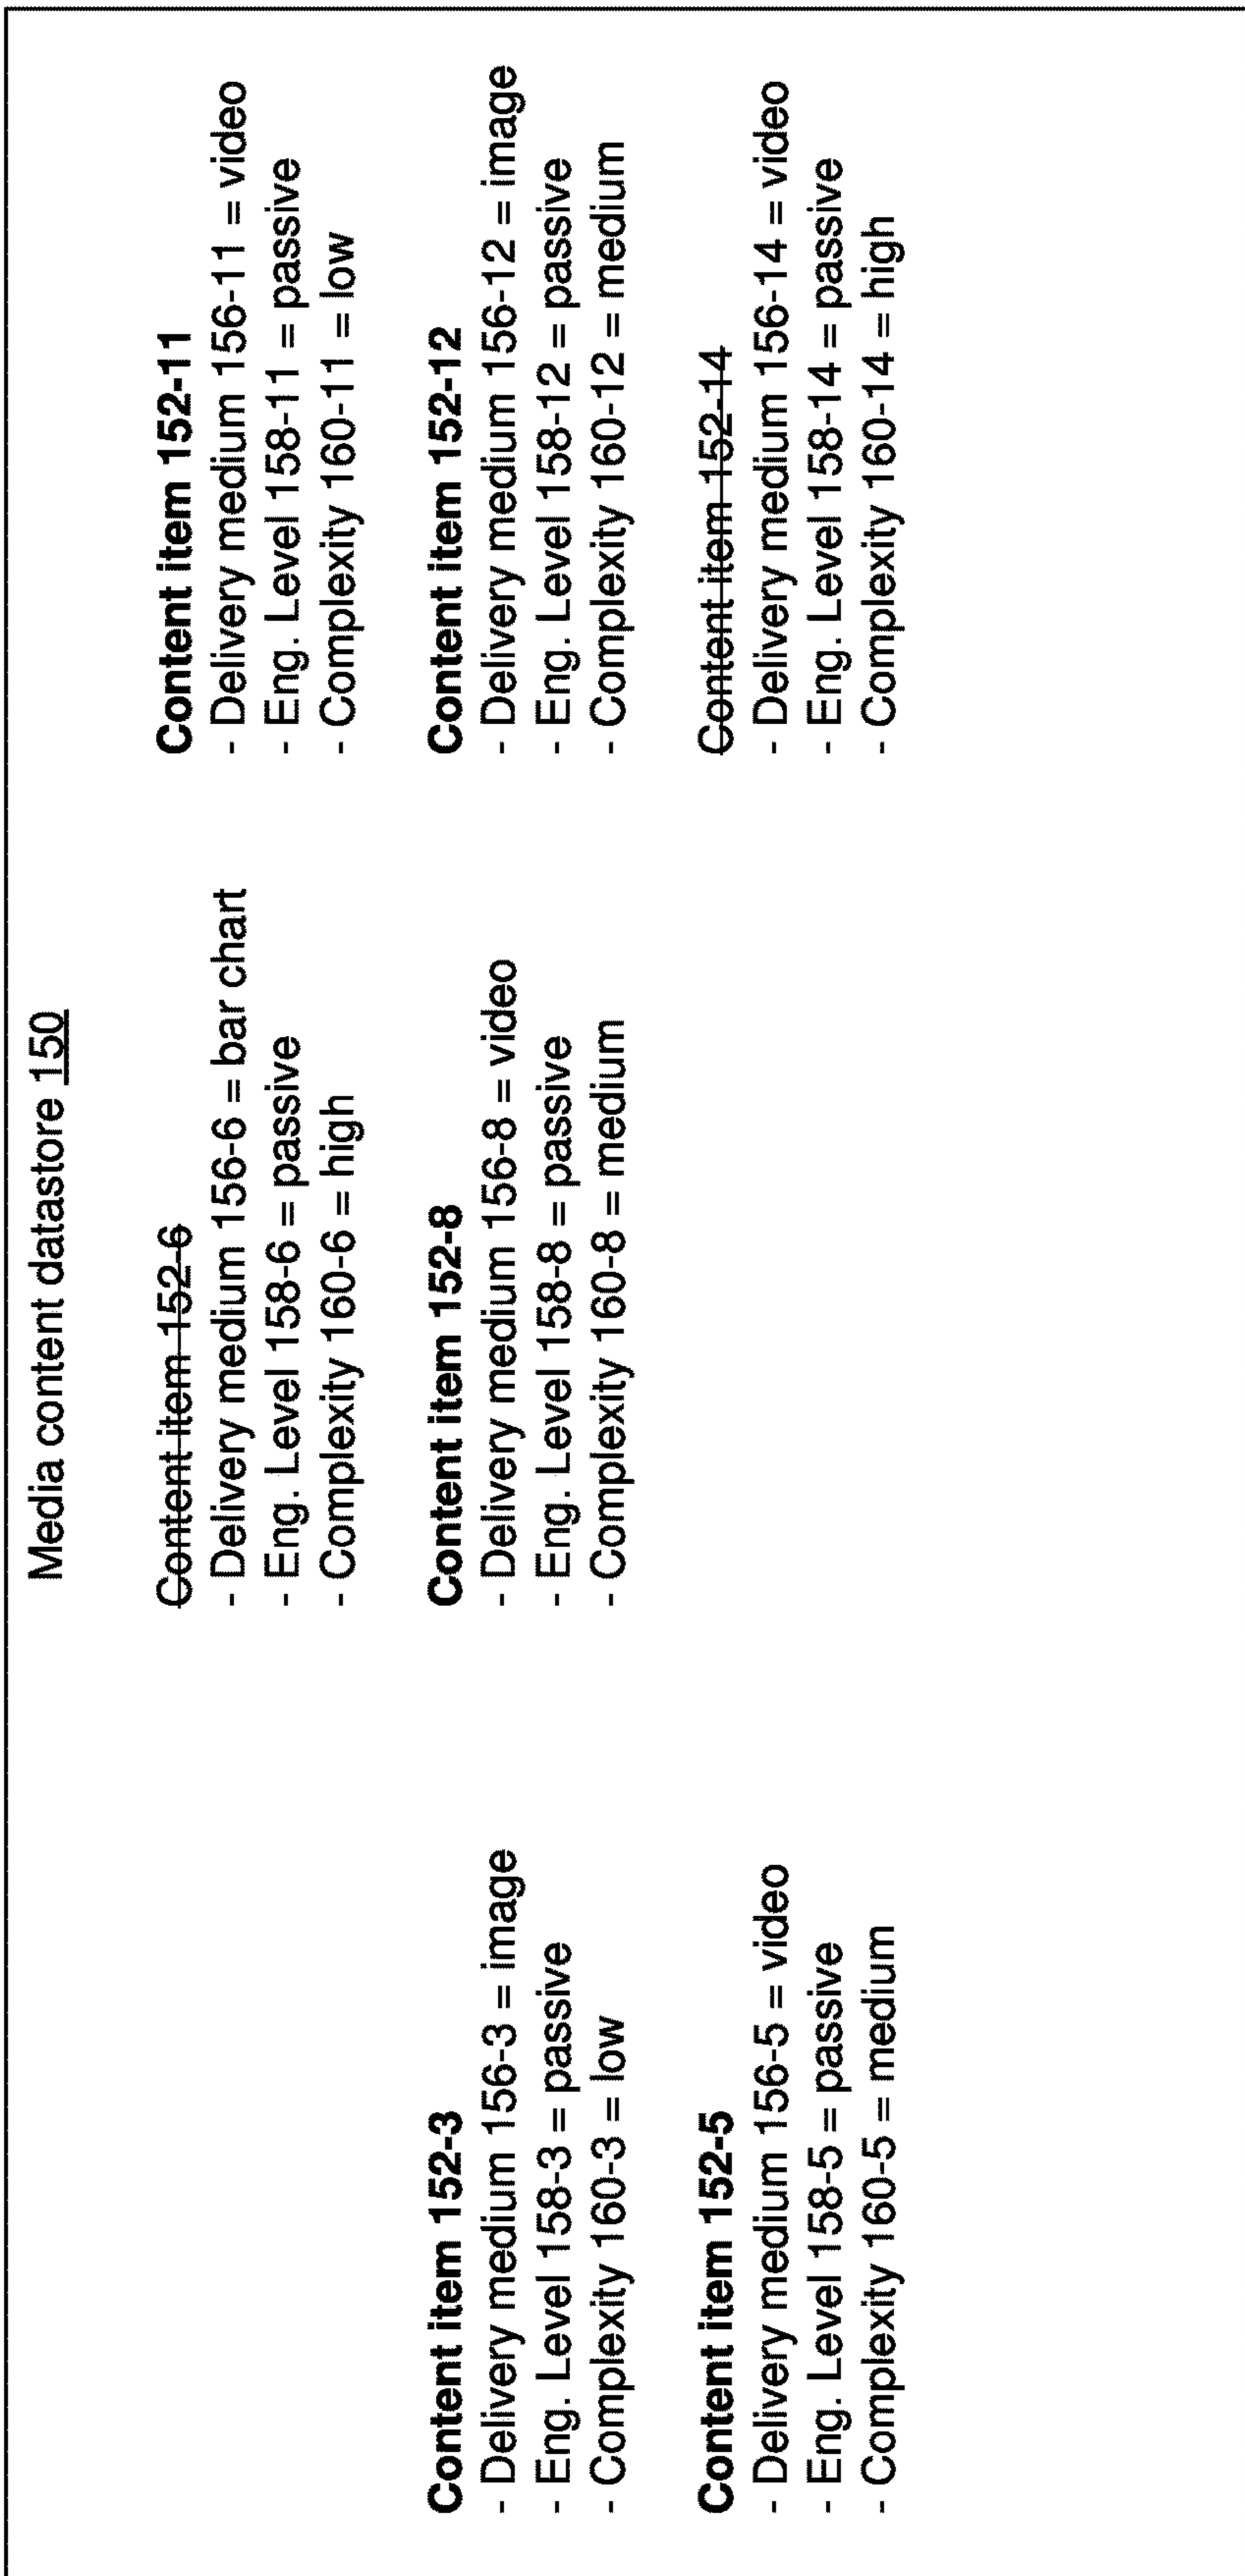 Media content datastore 150
Content item 152-3
- Delivery medium 156-3 = image
- Eng. Level 158-3 = passive
- Complexity 160-3 = low
Content item 152-5
- Delivery medium 156-5 = video
- Eng. Level 158-5 = passive
- Complexity 160-5 = medium
Content item 152-6
- Delivery medium 156-6 = bar chart
- Eng. Level 158-6 = passive
- Complexity 160-6 = high
Content item 152-8
- Delivery medium 156-8 = video
- Eng. Level 158-8 = passive
- Complexity 160-8 = medium
Content item 152-11
- Delivery medium 156-11 = video
- Eng. Level 158-11 = passive
- Complexity 160-11 = low
Content item 152-12
- Delivery medium 156-12 = image
- Eng. Level 158-12 = passive
- Complexity 160-12 = medium
Content item 152-14
- Delivery medium 156-14 = video
- Eng. Level 158-14 = passive
- Complexity 160-14 = high